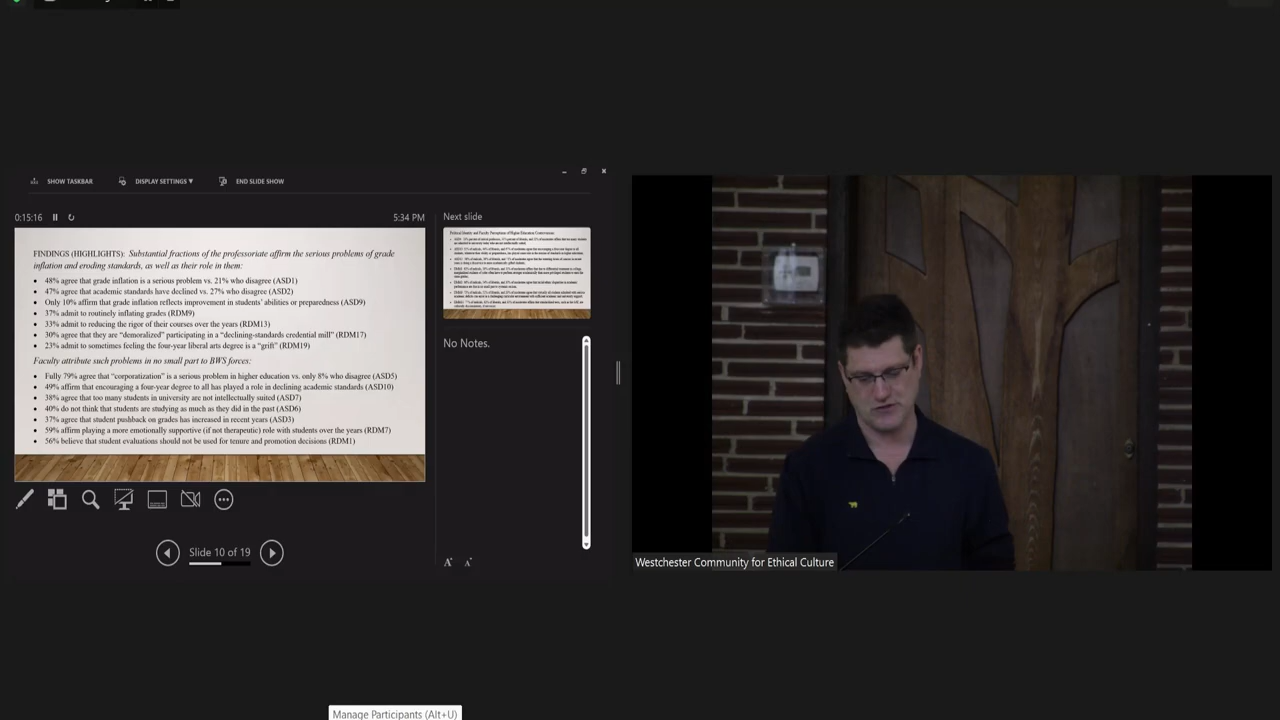 SHOW TASKBAR
DISPLAY SETTINGS ▾
END SLIDE SHOW
0:15:16
5:34 PM
FINDINGS (HIGHLIGHTS): Substantial fractions of the professoriate affirm the serious problems of grade
inflation and eroding standards, as well as their role in them:
• 48% agree that grade inflation is a serious problem vs. 21% who disagree (ASD1)
• 47% agree that academic standards have declined vs. 27% who disagree (ASD2)
• Only 10% affirm that grade inflation reflects improvement in students' abilities or preparedness (ASD9)
• 37% admit to routinely inflating grades (RDM9)
• 33% admit to reducing the rigor of their courses over the years (RDM13)
• 30% agree that they are "demoralized" participating in a "declining-standards credential mill" (RDM17)
• 23% admit to sometimes feeling the four-year liberal arts degree is a "grift" (RDM19)
Faculty attribute such problems in no small part to BWS forces:
• Fully 79% agree that "corporatization" is a serious problem in higher education vs. only 8% who disagree (ASD5)
• 49% affirm that encouraging a four-year degree to all has played a role in declining academic standards (ASD10)
• 38% agree that too many students in university are not intellectually suited (ASD7)
• 40% do not think that students are studying as much as they did in the past (ASD6)
• 37% agree that student pushback on grades has increased in recent years (ASD3)
• 59% affirm playing a more emotionally supportive (if not therapeutic) role with students over the years (RDM7)
• 56% believe that student evaluations should not be used for tenure and promotion decisions (RDM1)
Slide 10 of 19
Next slide
Political Identity and Faculty Perceptions of Higher Education Controversies
No Notes.
Westchester Community for Ethical Culture
Manage Participants (Alt+U)